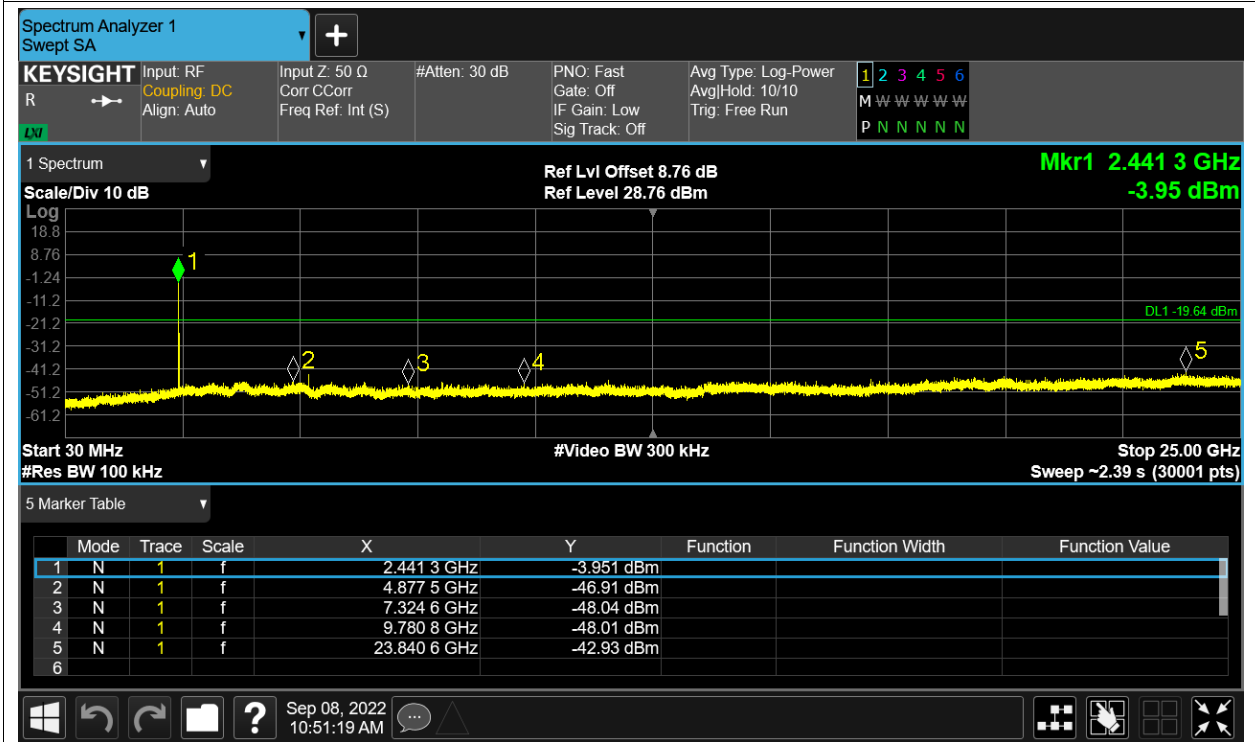 Spectrum Analyzer 1
Swept SA
+
KEYSIGHT Input: RF Input Z: 50 Ω #Atten: 30 dB PNO: Fast Avg Type: Log-Power 1 2 3 4 5 6
R Coupling: DC Corr CCorr Gate: Off Avg|Hold: 10/10 M W W W W W
Align: Auto Freq Ref: Int (S) IF Gain: Low Trig: Free Run
LXI Sig Track: Off P N N N N N
1 Spectrum Ref Lvl Offset 8.76 dB Mkr1 2.441 3 GHz
Scale/Div 10 dB Ref Level 28.76 dBm -3.95 dBm
Log
18.8
8.76
1
-1.24
-11.2
DL1 -19.64 dBm
-21.2
-31.2
2 3 4 5
-41.2
-51.2
-61.2
Start 30 MHz #Video BW 300 kHz Stop 25.00 GHz
#Res BW 100 kHz Sweep ~2.39 s (30001 pts)
5 Marker Table
Mode Trace Scale X Y Function Function Width Function Value
1 N 1 f 2.441 3 GHz -3.951 dBm
2 N 1 f 4.877 5 GHz -46.91 dBm
3 N 1 f 7.324 6 GHz -48.04 dBm
4 N 1 f 9.780 8 GHz -48.01 dBm
5 N 1 f 23.840 6 GHz -42.93 dBm
6
? Sep 08, 2022
10:51:19 AM